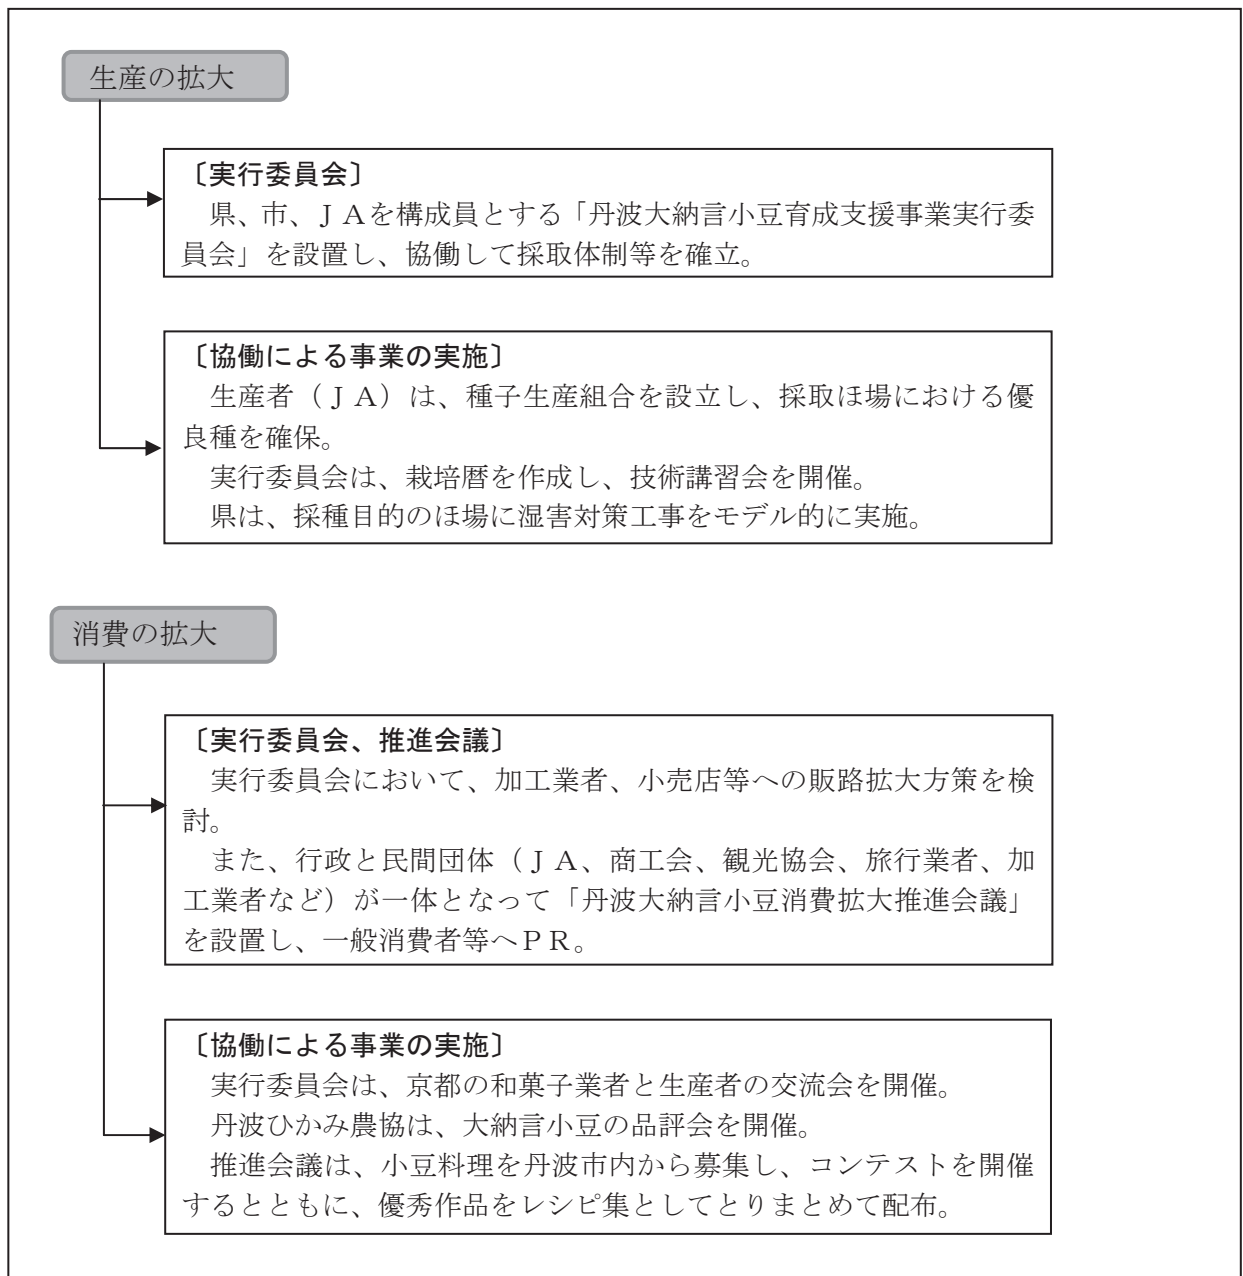 生産の拡大
〔実行委員会〕
県、市、ＪＡを構成員とする「丹波大納言小豆育成支援事業実行委
員会」を設置し、協働して採取体制等を確立。
〔協働による事業の実施〕
生産者（ＪＡ）は、種子生産組合を設立し、採取ほ場における優
良種を確保。
実行委員会は、栽培暦を作成し、技術講習会を開催。
県は、採種目的のほ場に湿害対策工事をモデル的に実施。
消費の拡大
〔実行委員会、推進会議〕
実行委員会において、加工業者、小売店等への販路拡大方策を検
討。
また、行政と民間団体（ＪＡ、商工会、観光協会、旅行業者、加
工業者など）が一体となって「丹波大納言小豆消費拡大推進会議」
を設置し、一般消費者等へＰＲ。
〔協働による事業の実施〕
実行委員会は、京都の和菓子業者と生産者の交流会を開催。
丹波ひかみ農協は、大納言小豆の品評会を開催。
推進会議は、小豆料理を丹波市内から募集し、コンテストを開催
するとともに、優秀作品をレシピ集としてとりまとめて配布。